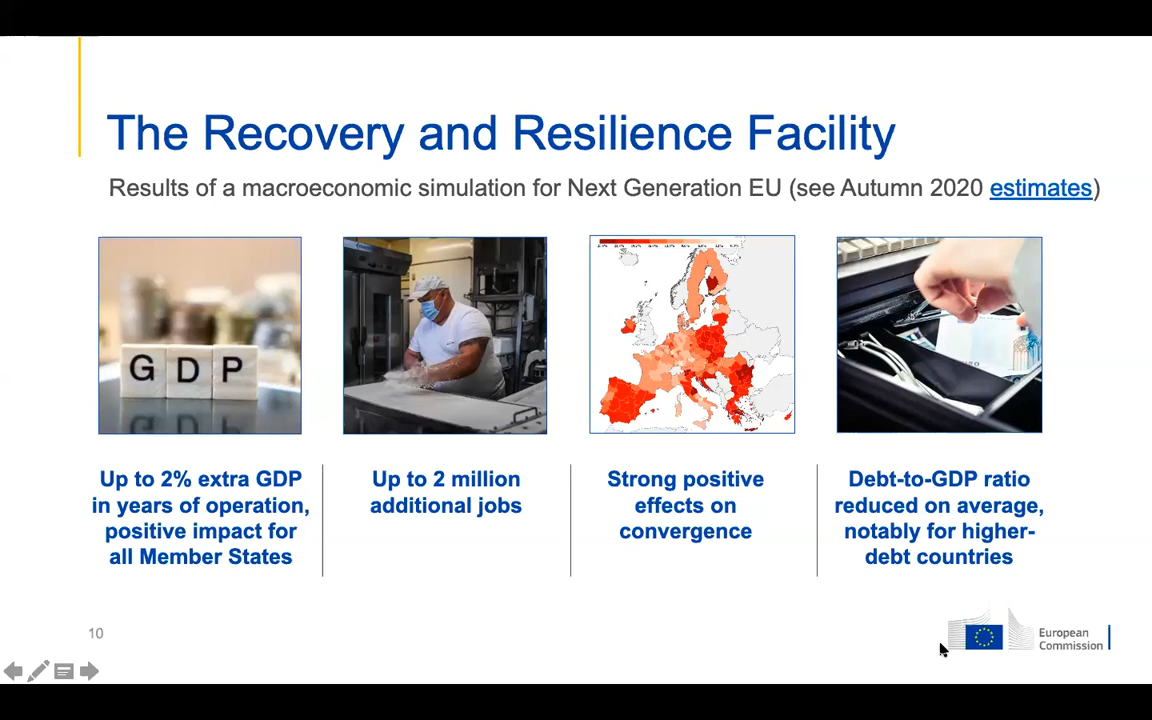 The Recovery and Resilience Facility
Results of a macroeconomic simulation for Next Generation EU (see Autumn 2020 estimates)
GDP
Up to 2% extra GDP
in years of operation,
positive impact for
all Member States
Up to 2 million
additional jobs
Strong positive
effects on
convergence
Debt-to-GDP ratio
reduced on average,
notably for higher-
debt countries
10
European
Commission